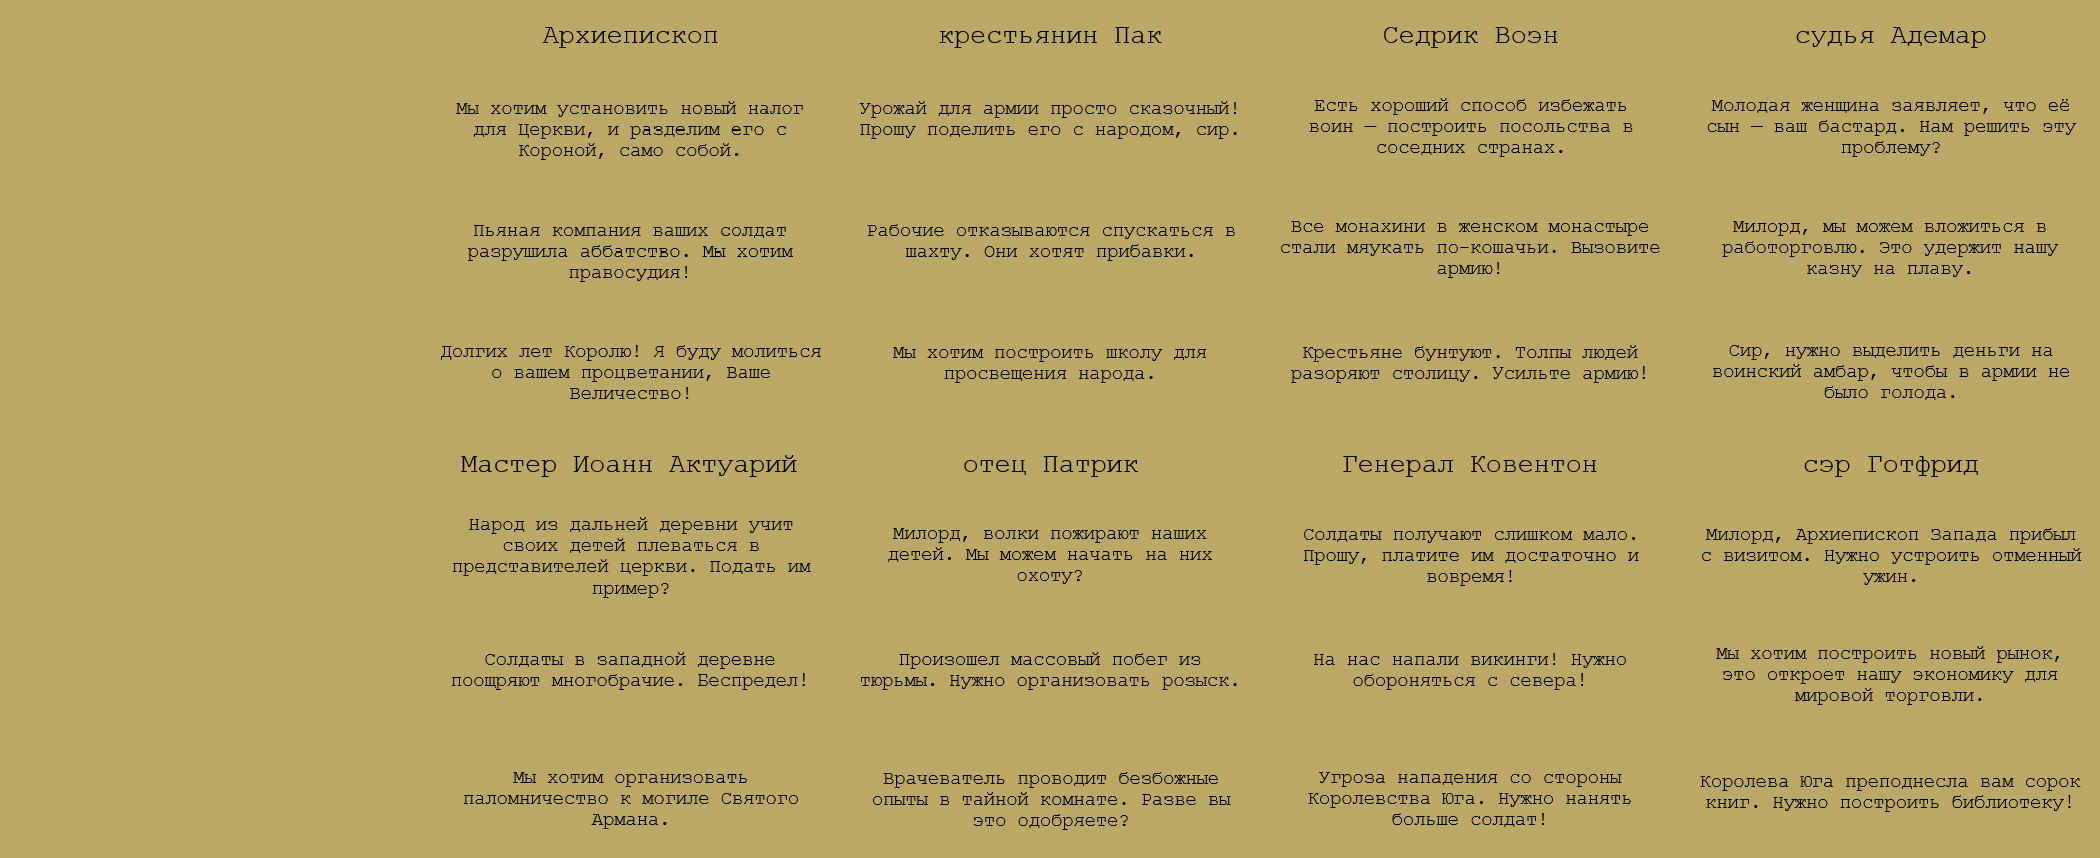 Архиепископ
Мы хотим установить новый налог
для Церкви, и разделим его с
Короной, само собой.
Пьяная компания ваших солдат
разрушила аббатство. Мы хотим
правосудия!
Долгих лет Королю! Я буду молиться
о вашем процветании, Ваше
Величество!
крестьянин Пак
Урожай для армии просто сказочный!
Прошу поделить его с народом, сир.
Рабочие отказываются спускаться в
шахту. Они хотят прибавки.
Мы хотим построить школу для
просвещения народа.
Седрик Воэн
Есть хороший способ избежать
воин — построить посольства в
соседних странах.
Все монахини в женском монастыре
стали мяукать по-кошачьи. Вызовите
армию!
Крестьяне бунтуют. Толпы людей
разоряют столицу. Усильте армию!
судья Адемар
Молодая женщина заявляет, что её
сын — ваш бастард. Нам решить эту
проблему?
Милорд, мы можем вложиться в
работорговлю. Это удержит нашу
казну на плаву.
Сир, нужно выделить деньги на
воинский амбар, чтобы в армии не
было голода.
Мастер Иоанн Актуарий
Народ из дальней деревни учит
своих детей плеваться в
представителей церкви. Подать им
пример?
Солдаты в западной деревне
поощряют многобрачие. Беспредел!
Мы хотим организовать
паломничество к могиле Святого
Армана.
отец Патрик
Милорд, волки пожирают наших
детей. Мы можем начать на них
охоту?
Произошел массовый побег из
тюрьмы. Нужно организовать розыск.
Врачеватель проводит безбожные
опыты в тайной комнате. Разве вы
это одобряете?
Генерал Ковентон
Солдаты получают слишком мало.
Прошу, платите им достаточно и
вовремя!
На нас напали викинги! Нужно
обороняться с севера!
Угроза нападения со стороны
Королевства Юга. Нужно нанять
больше солдат!
сэр Готфрид
Милорд, Архиепископ Запада прибыл
с визитом. Нужно устроить отменный
ужин.
Мы хотим построить новый рынок,
это откроет нашу экономику для
мировой торговли.
Королева Юга преподнесла вам сорок
книг. Нужно построить библиотеку!